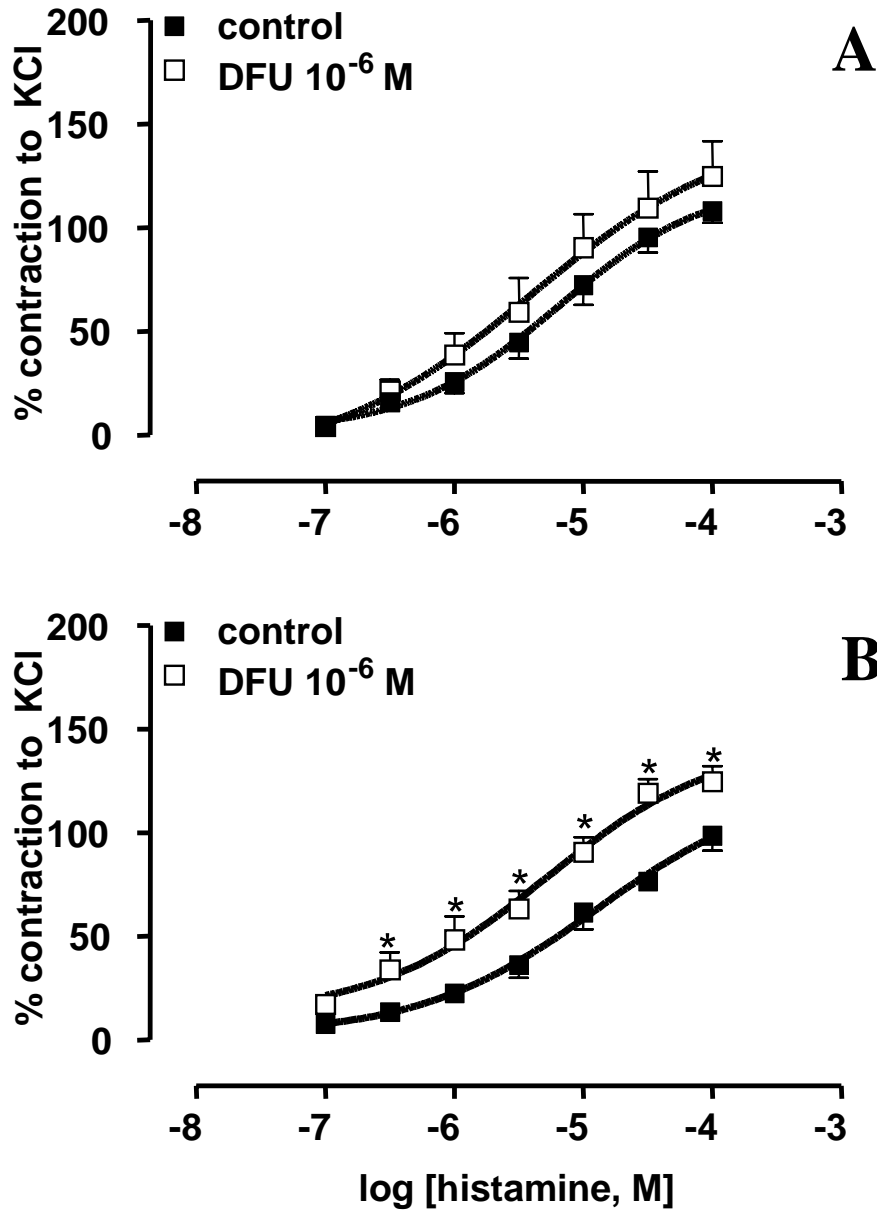 200
control
DFU 10⁻⁶ M
A
150
100
50
0
% contraction to KCl
-8 -7 -6 -5 -4 -3
200
control
DFU 10⁻⁶ M
B
150
100
50
0
% contraction to KCl
* * * * * *
-8 -7 -6 -5 -4 -3
log [histamine, M]